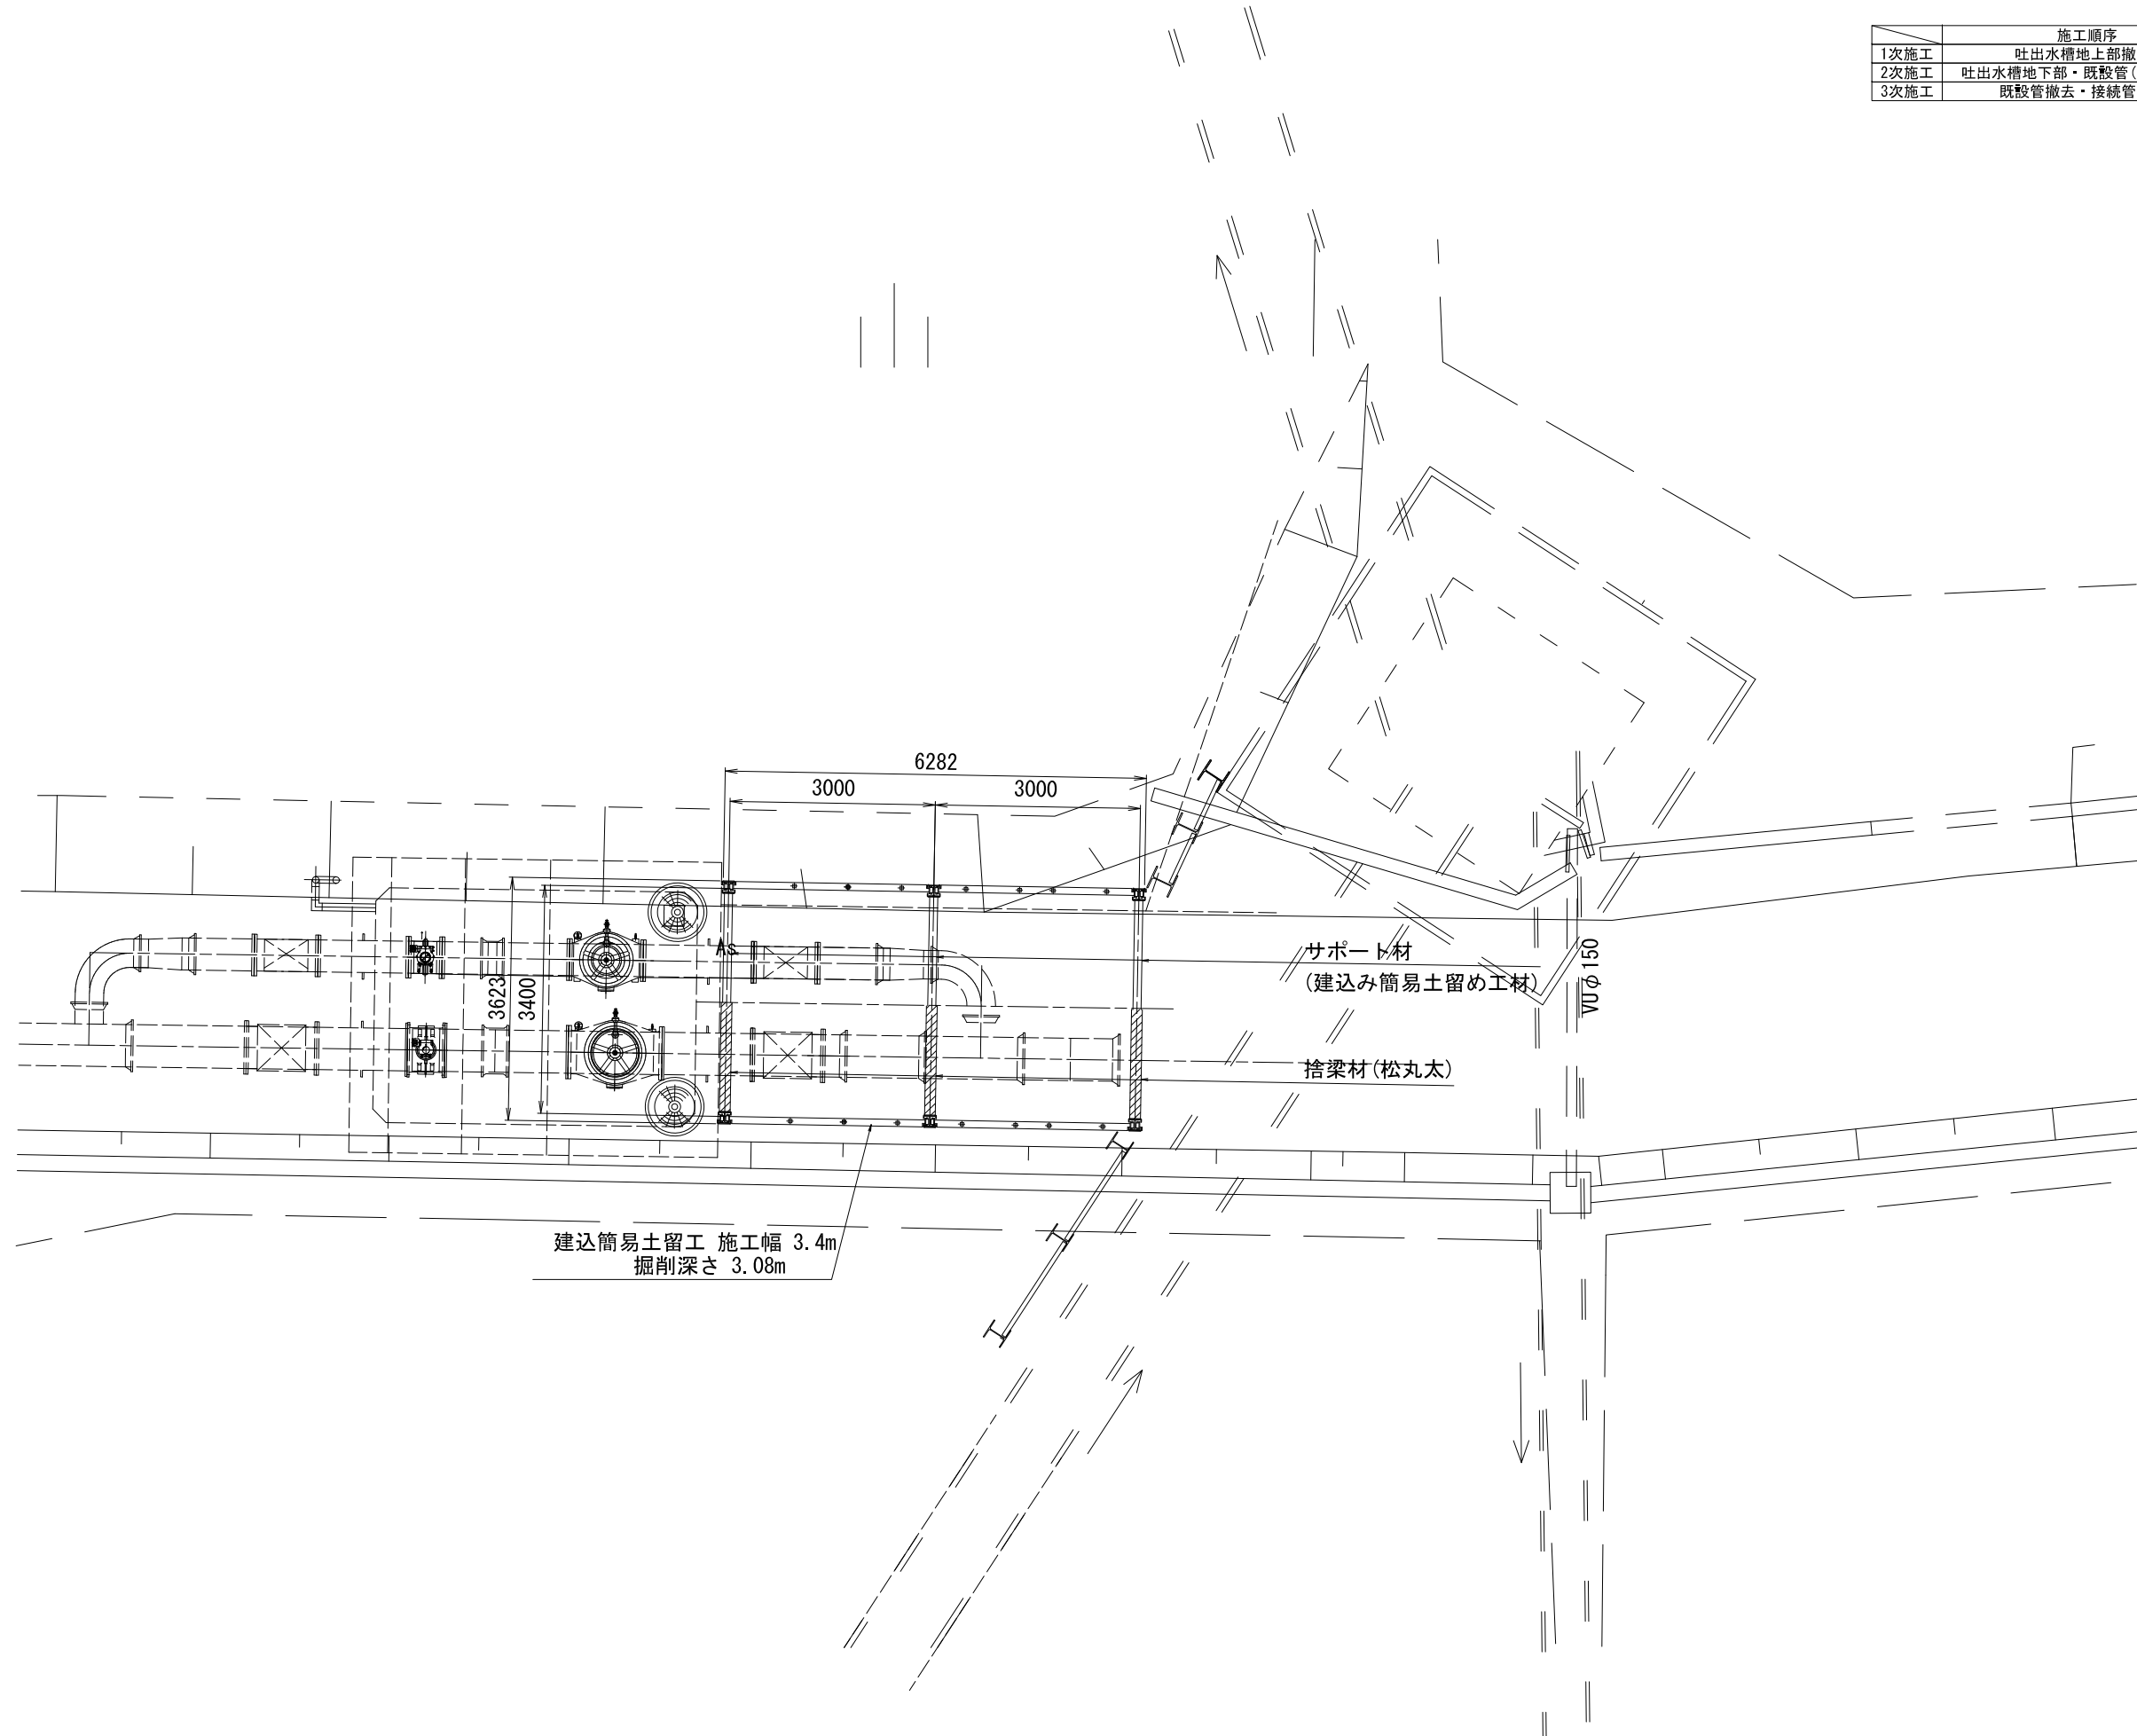 施工順序
1次施工 吐出水槽地上部撤
2次施工 吐出水槽地下部・既設管(
3次施工 既設管撤去・接続管
6282
3000 3000
As
3623
3400
サポート材
(建込み簡易土留め工材)
VUφ150
捨梁材(松丸太)
建込簡易土留工 施工幅 3.4m
掘削深さ 3.08m